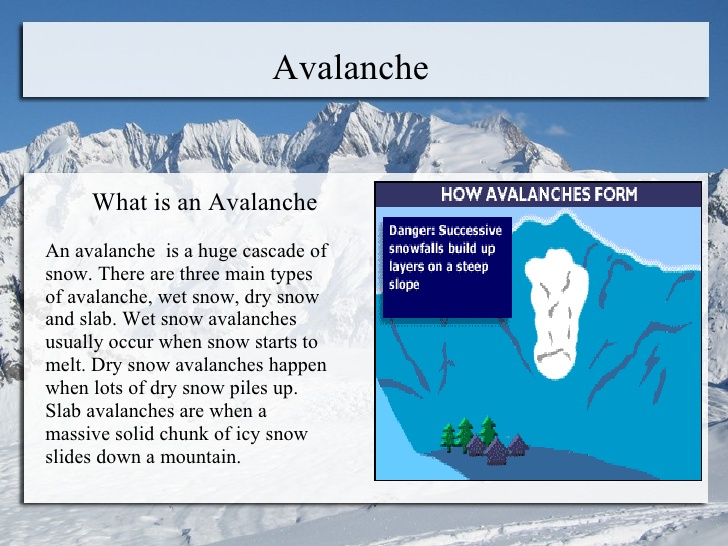 Avalanche
What is an Avalanche
An avalanche  is a huge cascade of
snow. There are three main types
of avalanche, wet snow, dry snow
and slab. Wet snow avalanches
usually occur when snow starts to
melt. Dry snow avalanches happen
when lots of dry snow piles up.
Slab avalanches are when a
massive solid chunk of icy snow
slides down a mountain.
HOW AVALANCHES FORM
Danger: Successive
snowfalls build up
layers on a steep
slope